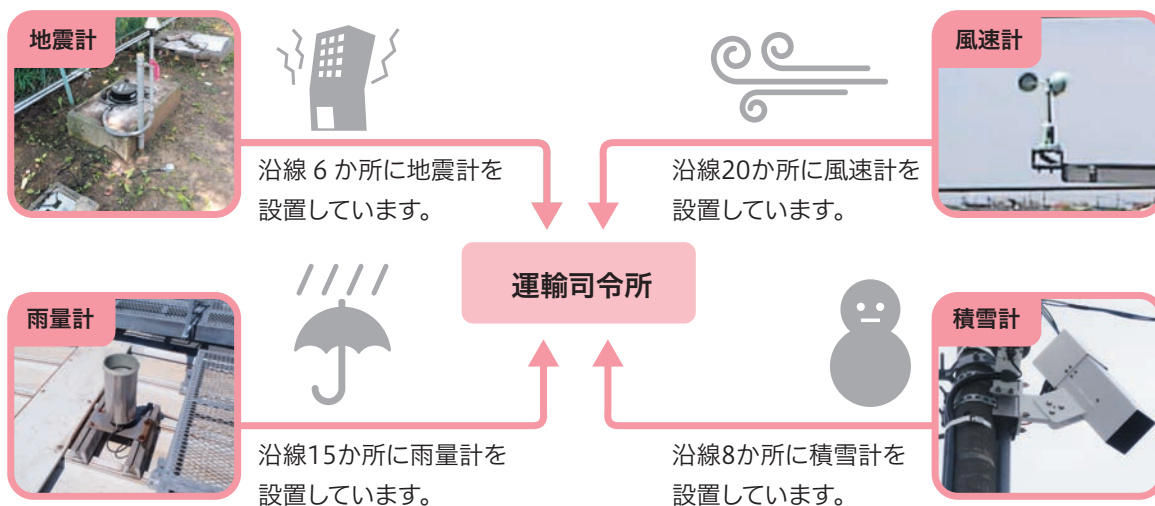 地震計
沿線 6 か所に地震計を
設置しています。
風速計
沿線20か所に風速計を
設置しています。
運輸司令所
雨量計
沿線15か所に雨量計を
設置しています。
積雪計
沿線8か所に積雪計を
設置しています。